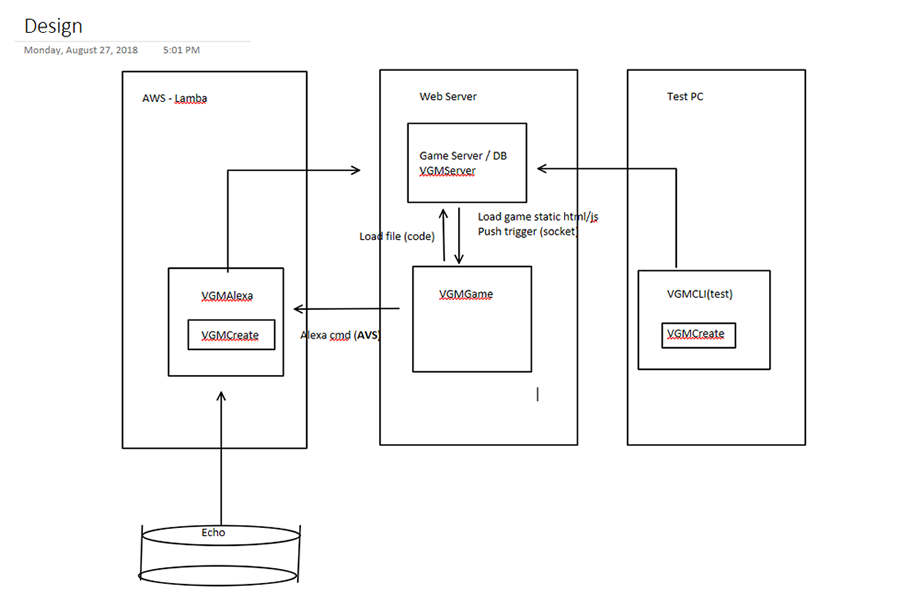 Design
Monday, August 27, 2018 5:01 PM
AWS - Lamba
Web Server
Test PC
Game Server / DB
VGMServer
Load game static html/js
Push trigger (socket)
Load file (code)
VGMAlexa
VGMCreate
VGMGame
VGMCLI(test)
VGMCreate
Alexa cmd (AVS)
Echo